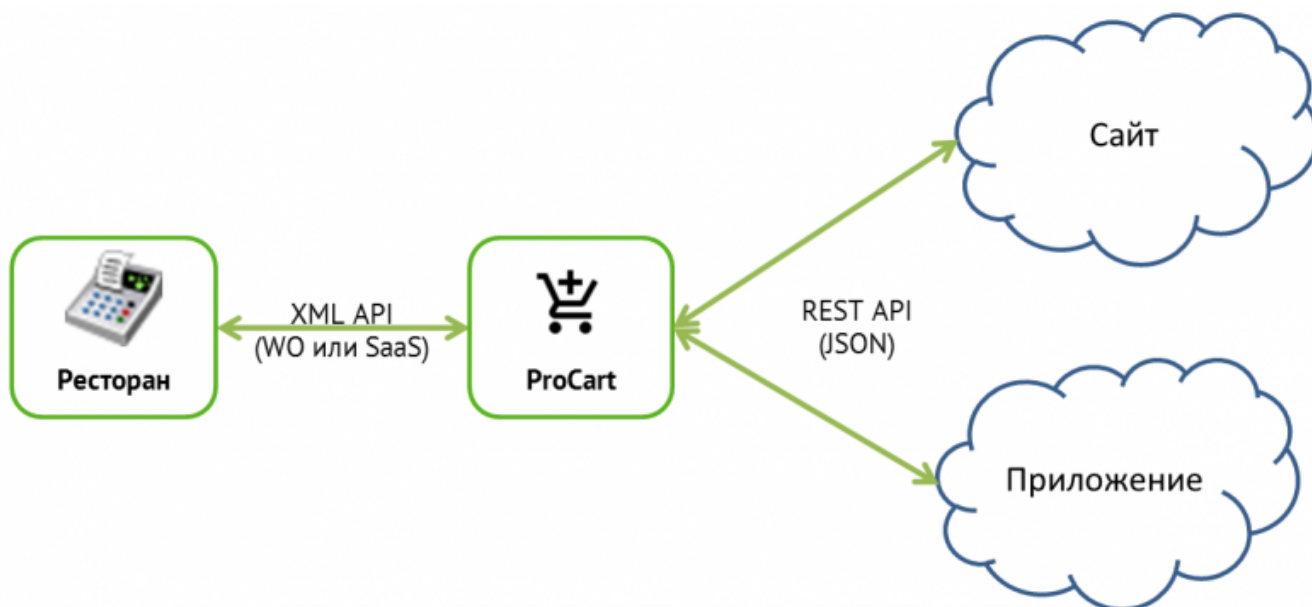 Сайт
XML API
(WO или SaaS)
REST API
(JSON)
Ресторан
ProCart
Приложение